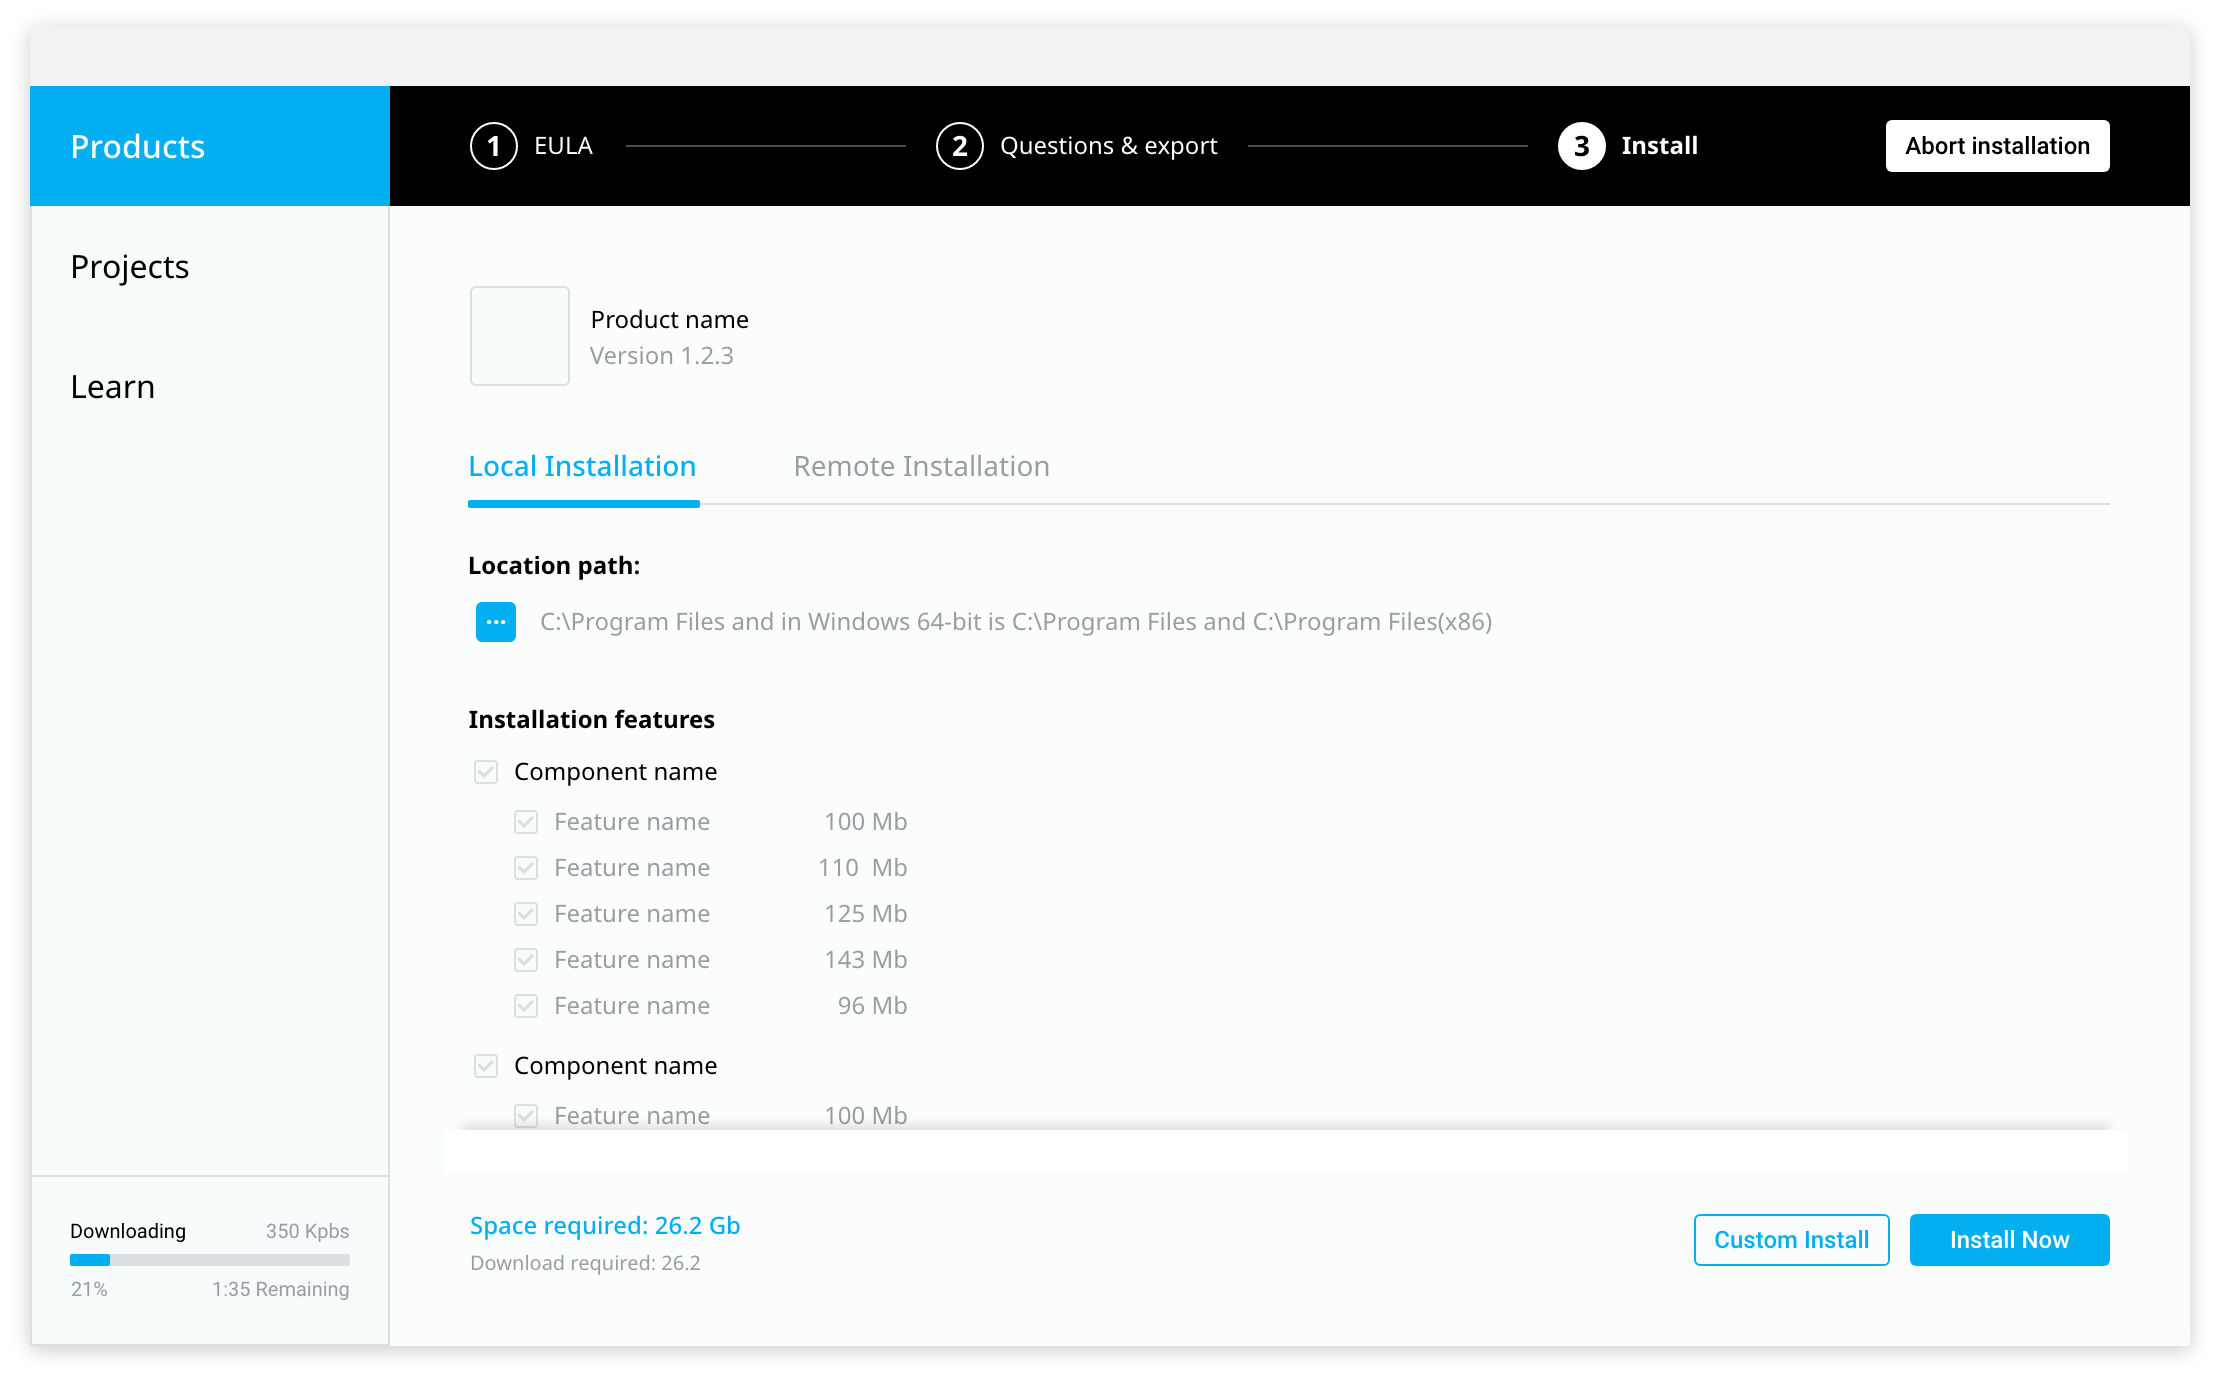 Products
1 EULA 2 Questions & export 3 Install Abort installation
Projects
Learn
Product name
Version 1.2.3
Local Installation Remote Installation
Location path:
... C:\Program Files and in Windows 64-bit is C:\Program Files and C:\Program Files(x86)
Installation features
Component name
Feature name 100 Mb
Feature name 110 Mb
Feature name 125 Mb
Feature name 143 Mb
Feature name 96 Mb
Component name
Feature name 100 Mb
Downloading 350 Kpbs
21% 1:35 Remaining
Space required: 26.2 Gb
Download required: 26.2
Custom Install Install Now